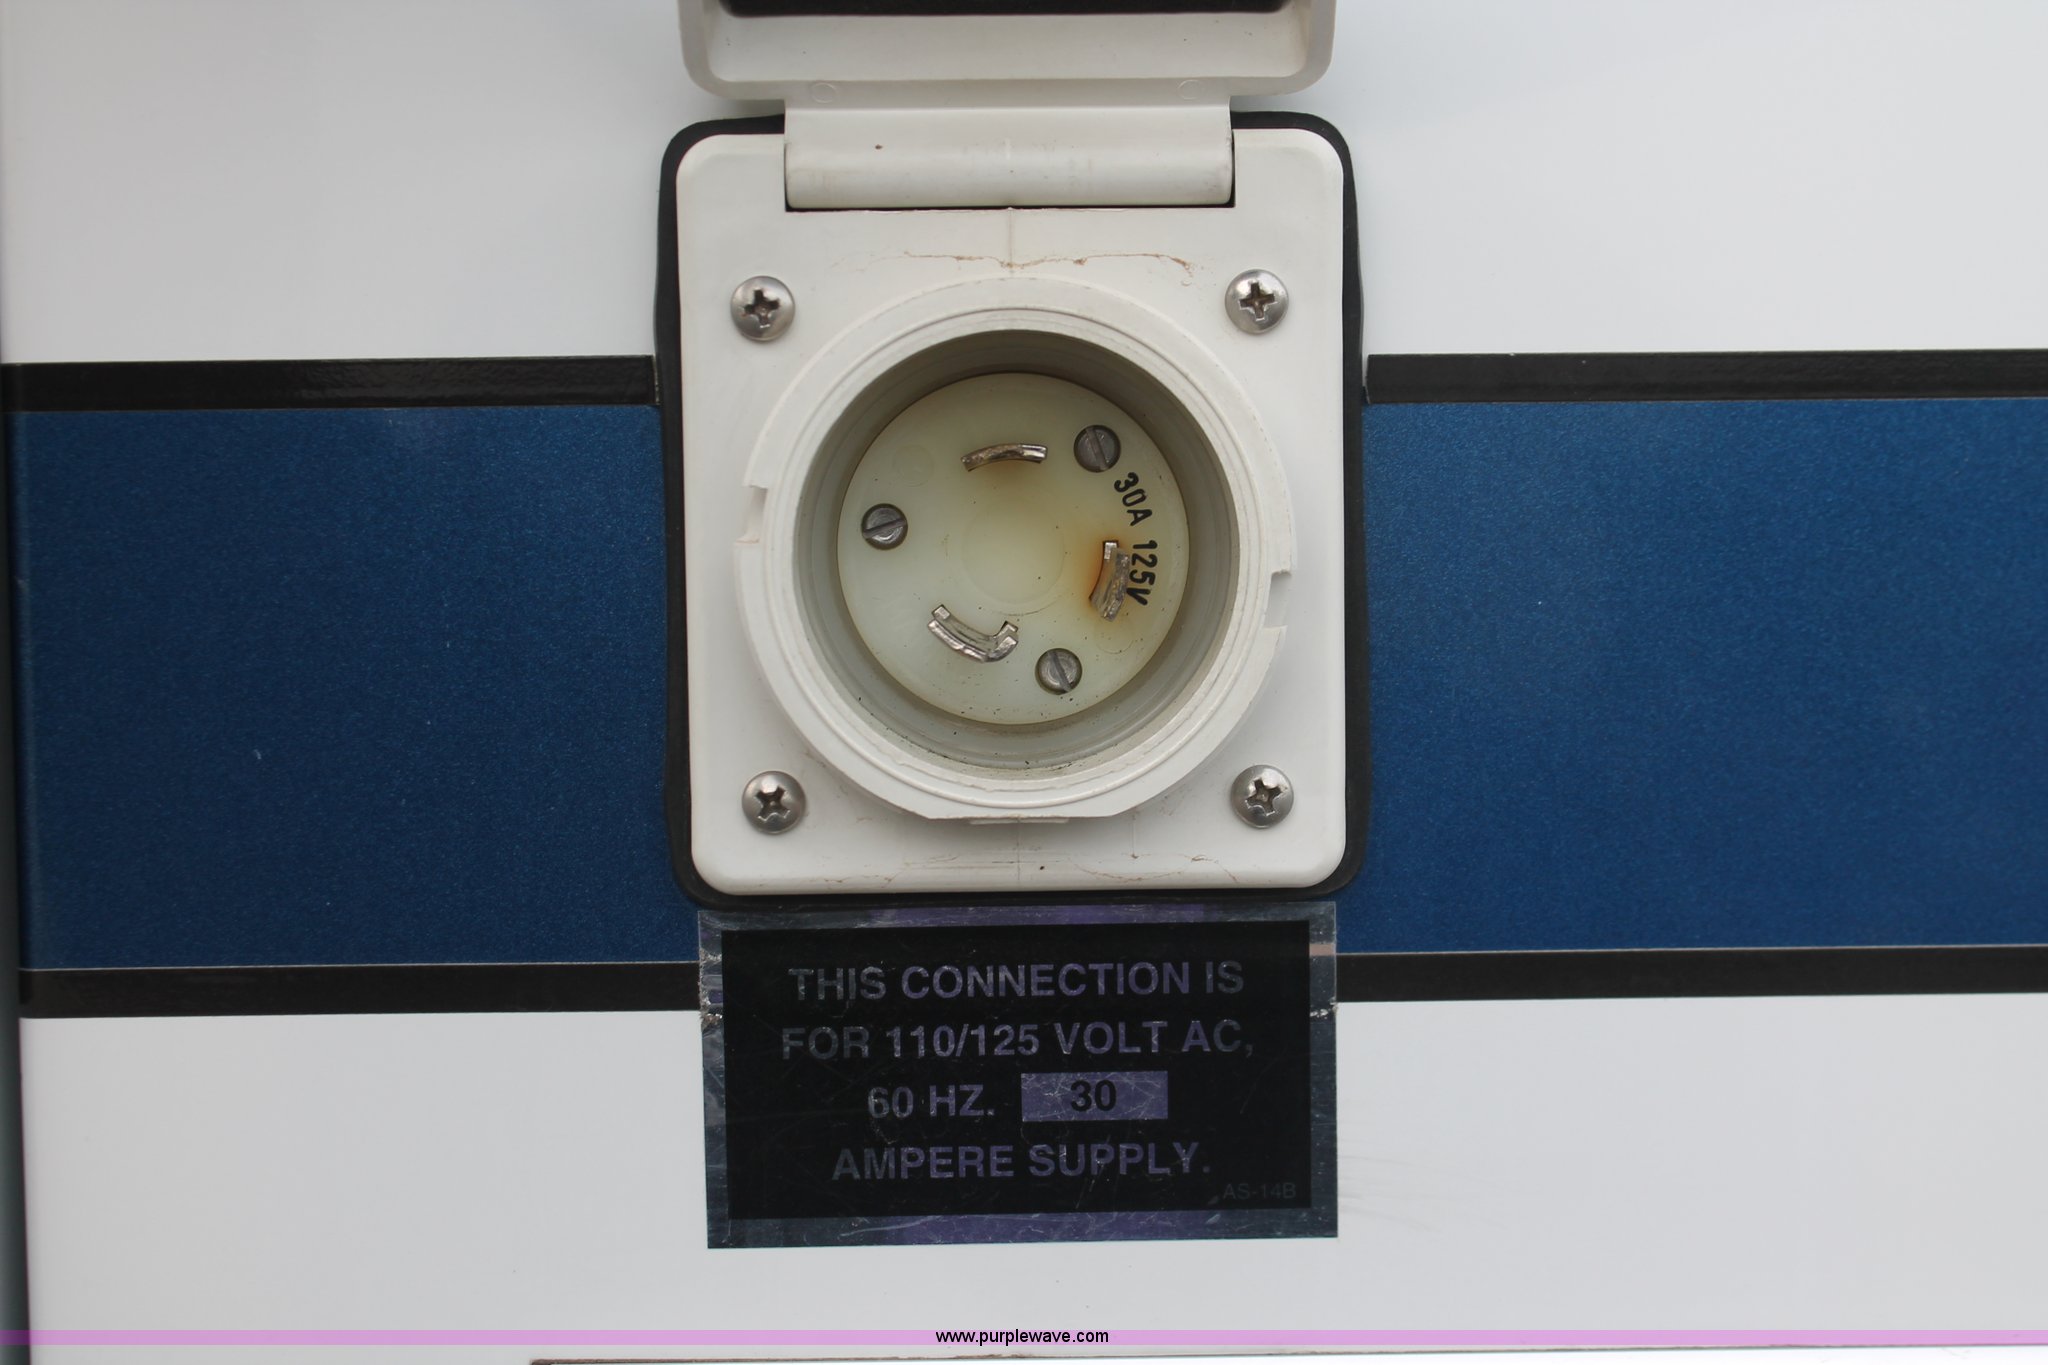 30A 125V
THIS CONNECTION IS
FOR 110/125 VOLT AC,
60 HZ. 30
AMPERE SUPPLY.
AS-14B
www.purplewave.com